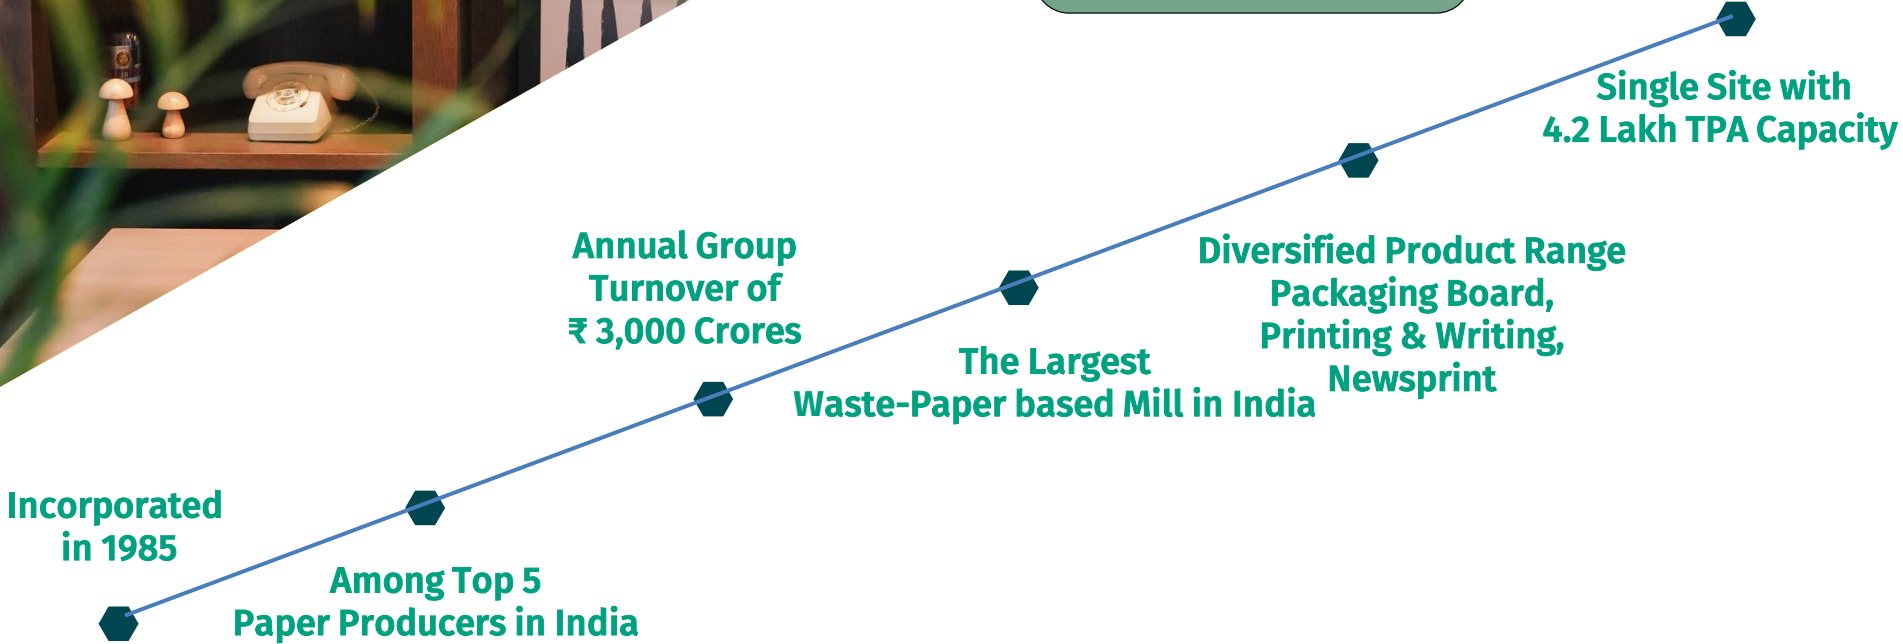 Single Site with
4.2 Lakh TPA Capacity
Annual Group
Turnover of
₹ 3,000 Crores
Diversified Product Range
Packaging Board,
Printing & Writing,
Newsprint
The Largest
Waste-Paper based Mill in India
Incorporated
in 1985
Among Top 5
Paper Producers in India